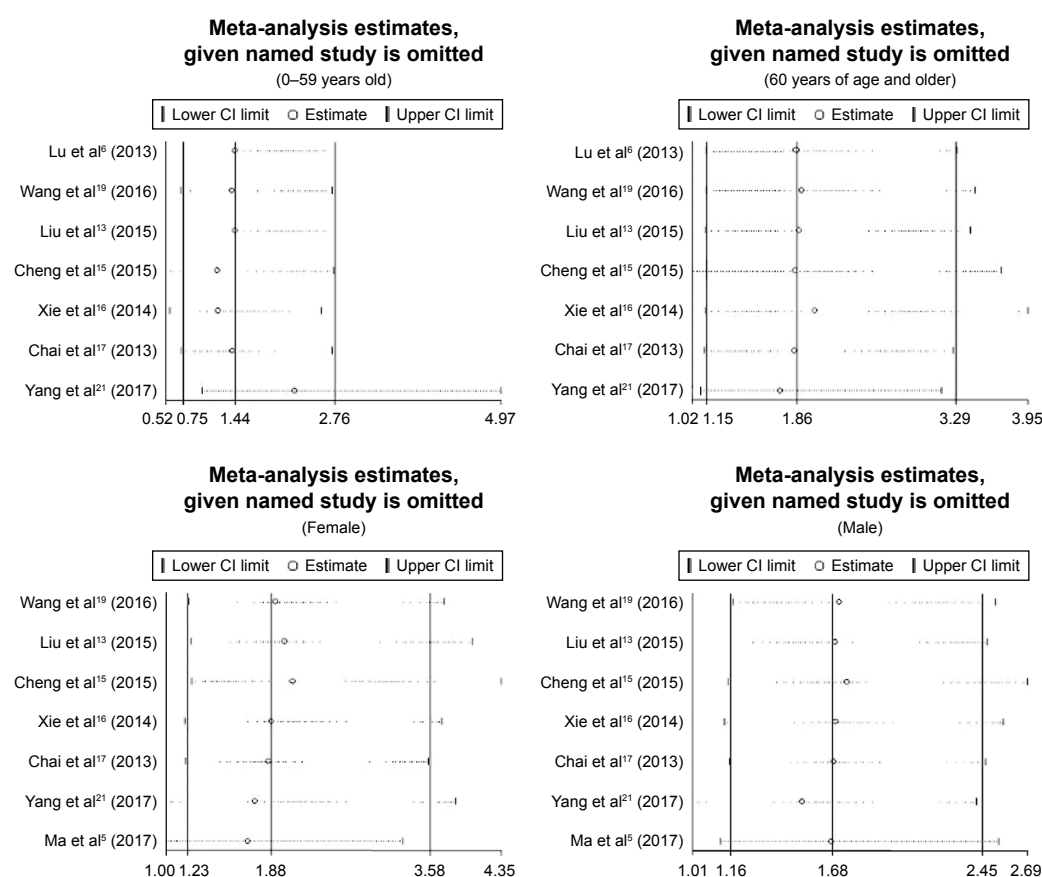 Meta-analysis estimates,
given named study is omitted
(0–59 years old)
Lower CI limit Estimate Upper CI limit
Lu et al⁶ (2013)
Wang et al¹⁹ (2016)
Liu et al¹³ (2015)
Cheng et al¹⁵ (2015)
Xie et al¹⁶ (2014)
Chai et al¹⁷ (2013)
Yang et al²¹ (2017)
0.52 0.75 1.44 2.76 4.97
Meta-analysis estimates,
given named study is omitted
(60 years of age and older)
Lower CI limit Estimate Upper CI limit
Lu et al⁶ (2013)
Wang et al¹⁹ (2016)
Liu et al¹³ (2015)
Cheng et al¹⁵ (2015)
Xie et al¹⁶ (2014)
Chai et al¹⁷ (2013)
Yang et al²¹ (2017)
1.02 1.15 1.86 3.29 3.95
Meta-analysis estimates,
given named study is omitted
(Female)
Lower CI limit Estimate Upper CI limit
Wang et al¹⁹ (2016)
Liu et al¹³ (2015)
Cheng et al¹⁵ (2015)
Xie et al¹⁶ (2014)
Chai et al¹⁷ (2013)
Yang et al²¹ (2017)
Ma et al⁵ (2017)
1.00 1.23 1.88 3.58 4.35
Meta-analysis estimates,
given named study is omitted
(Male)
Lower CI limit Estimate Upper CI limit
Wang et al¹⁹ (2016)
Liu et al¹³ (2015)
Cheng et al¹⁵ (2015)
Xie et al¹⁶ (2014)
Chai et al¹⁷ (2013)
Yang et al²¹ (2017)
Ma et al⁵ (2017)
1.01 1.16 1.68 2.45 2.69